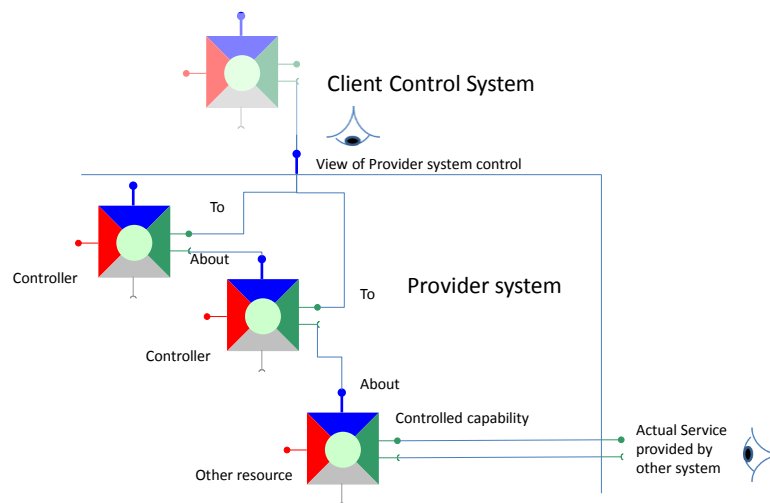 Client Control System
View of Provider system control
To
About
Controller
To
Provider system
Controller
About
Controlled capability
Actual Service
provided by
other system
Other resource